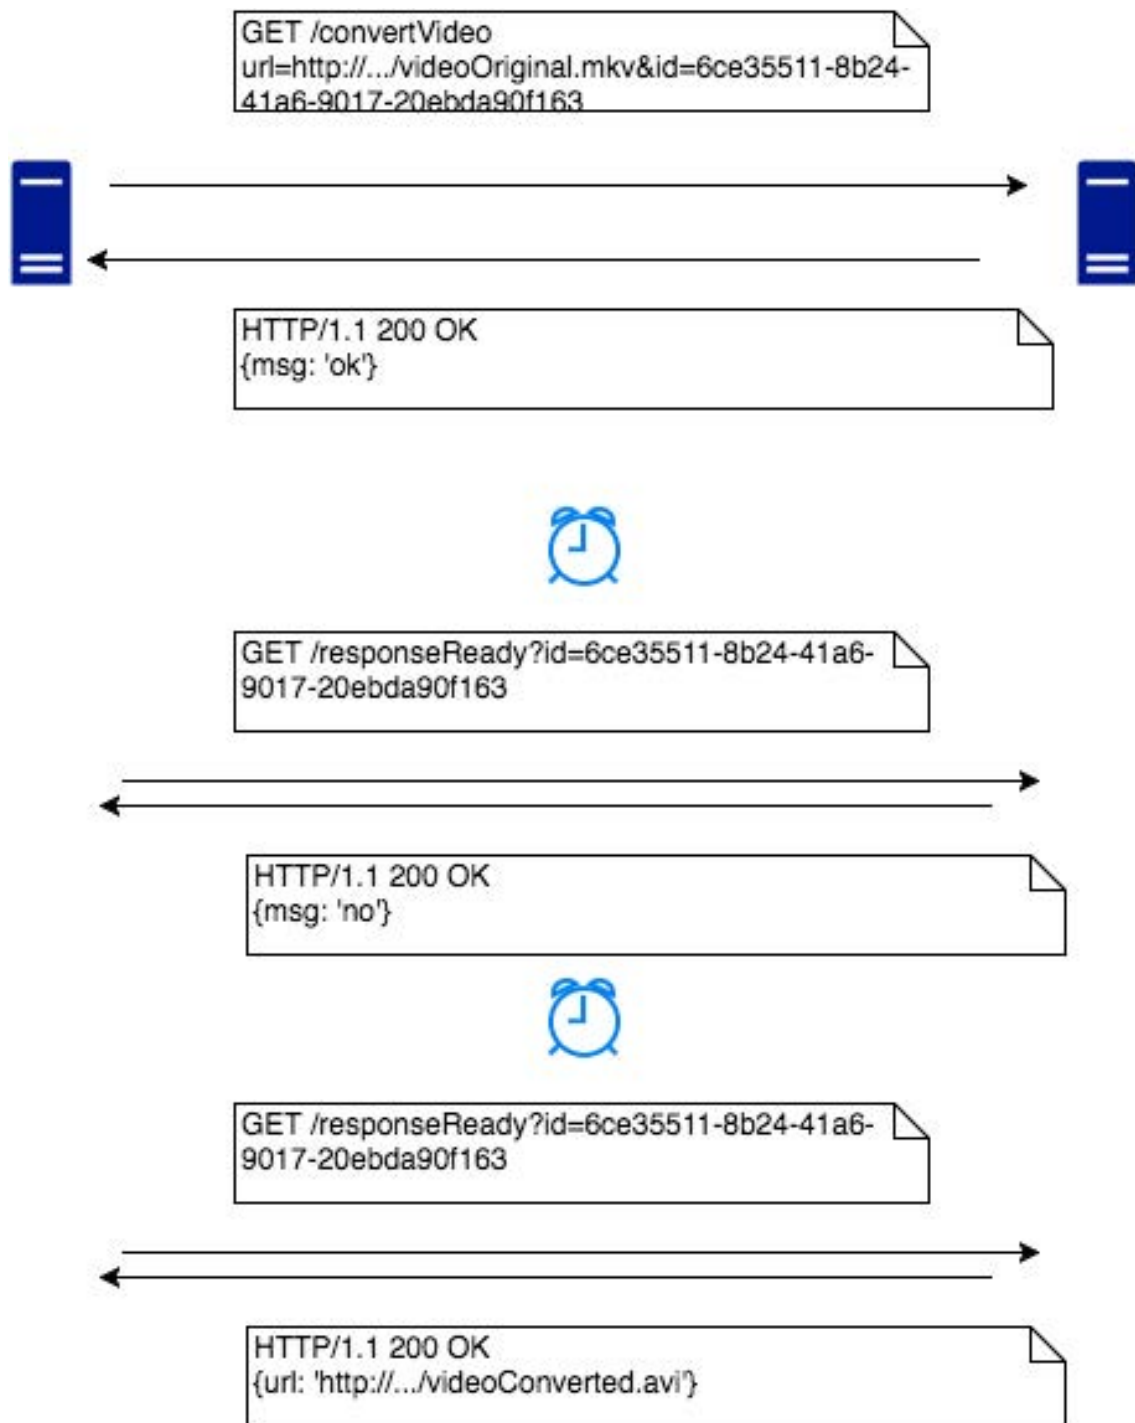 GET /convertVideo
url=http://.../videoOriginal.mkv&id=6ce35511-8b24-
41a6-9017-20ebda90f163
HTTP/1.1 200 OK
{msg: 'ok'}
GET /responseReady?id=6ce35511-8b24-41a6-
9017-20ebda90f163
HTTP/1.1 200 OK
{msg: 'no'}
GET /responseReady?id=6ce35511-8b24-41a6-
9017-20ebda90f163
HTTP/1.1 200 OK
{url: 'http://.../videoConverted.avi'}